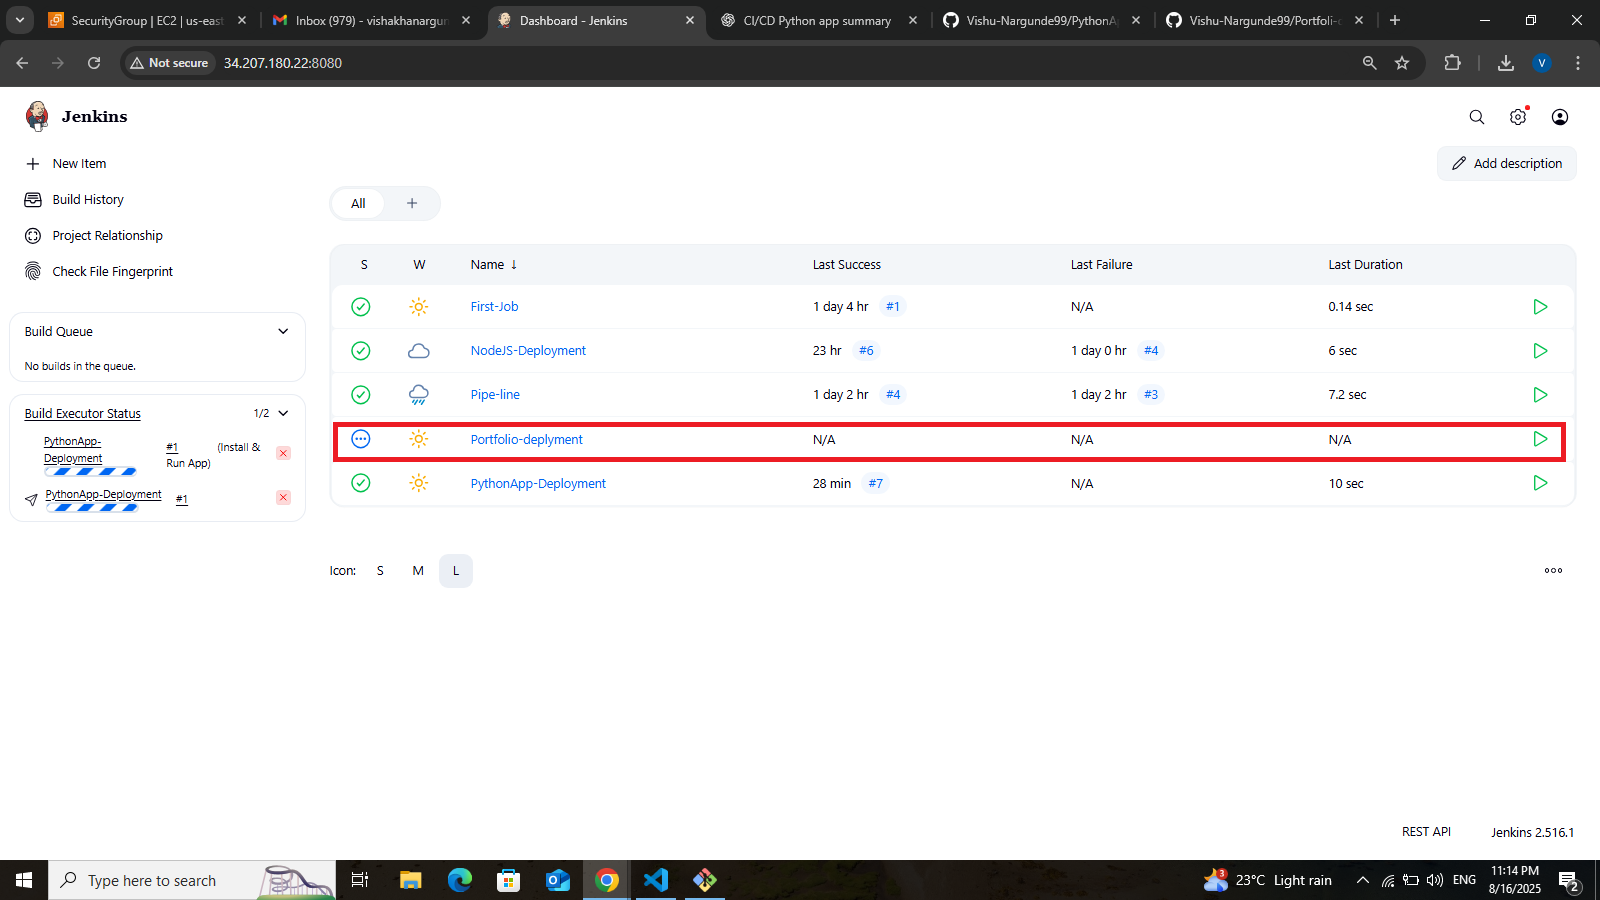 SecurityGroup | EC2 | us-east
Inbox (979) - vishakhanargun
Dashboard - Jenkins
CI/CD Python app summary
Vishu-Nargunde99/PythonA
Vishu-Nargunde99/Portfoli-
Not secure
34.207.180.22:8080
V
Jenkins
New Item
Add description
Build History
All +
Project Relationship
Check File Fingerprint
S W Name ↓ Last Success Last Failure Last Duration
First-Job 1 day 4 hr #1 N/A 0.14 sec
NodeJS-Deployment 23 hr #6 1 day 0 hr #4 6 sec
Pipe-line 1 day 2 hr #4 1 day 2 hr #3 7.2 sec
Portfolio-deplyment N/A N/A N/A
PythonApp-Deployment 28 min #7 N/A 10 sec
Build Queue
No builds in the queue.
Build Executor Status 1/2
PythonApp-
Deployment
#1 (Install &
Run App)
PythonApp-Deployment #1
Icon: S M L
REST API Jenkins 2.516.1
Type here to search
3
23°C Light rain
ENG
11:14 PM
8/16/2025
2